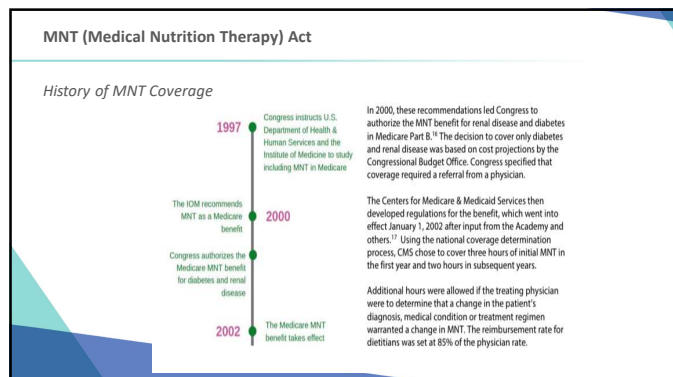 MNT (Medical Nutrition Therapy) Act
History of MNT Coverage
1997
Congress instructs U.S.
Department of Health &
Human Services and the
Institute of Medicine to study
including MNT in Medicare
The IOM recommends
MNT as a Medicare
benefit
2000
Congress authorizes the
Medicare MNT benefit
for diabetes and renal
disease
2002
The Medicare MNT
benefit takes effect
In 2000, these recommendations led Congress to
authorize the MNT benefit for renal disease and diabetes
in Medicare Part B.16 The decision to cover only diabetes
and renal disease was based on cost projections by the
Congressional Budget Office. Congress specified that
coverage required a referral from a physician.
The Centers for Medicare & Medicaid Services then
developed regulations for the benefit, which went into
effect January 1, 2002 after input from the Academy and
others.17 Using the national coverage determination
process, CMS chose to cover three hours of initial MNT in
the first year and two hours in subsequent years.
Additional hours were allowed if the treating physician
were to determine that a change in the patient's
diagnosis, medical condition or treatment regimen
warranted a change in MNT. The reimbursement rate for
dietitians was set at 85% of the physician rate.